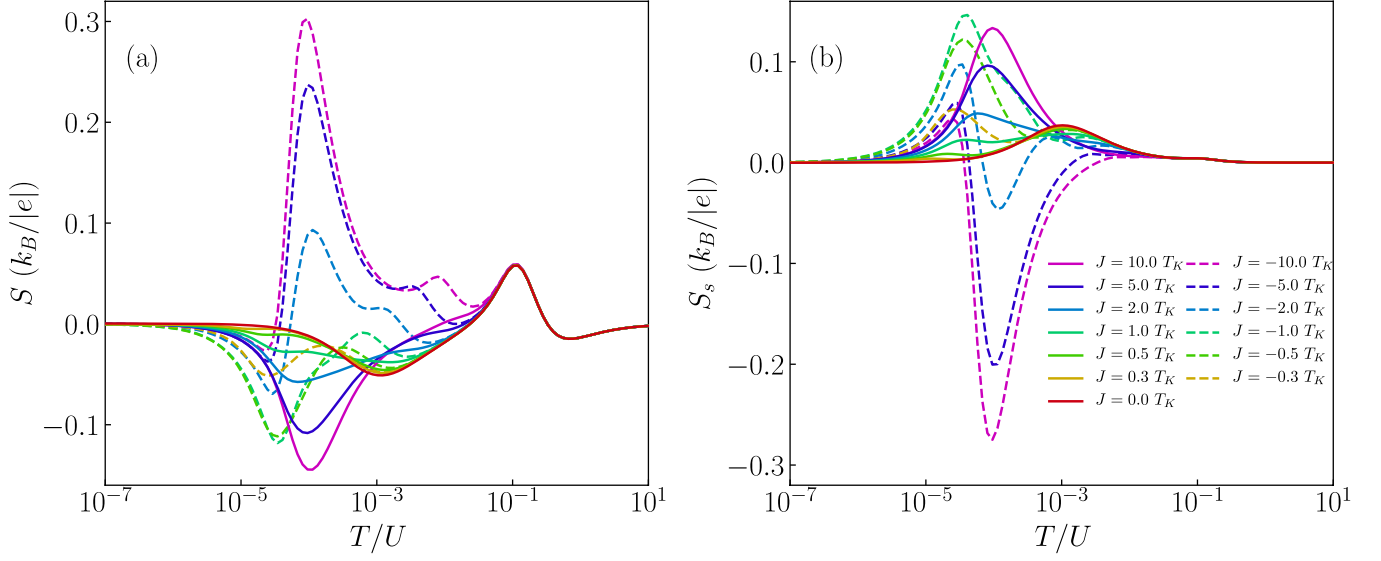 (a)
S (k_B/|e|)
0.3
0.2
0.1
0.0
−0.1
10^{−7}
10^{−5}
10^{−3}
10^{−1}
10^{1}
T/U
(b)
S_s (k_B/|e|)
0.1
0.0
−0.1
−0.2
−0.3
J = 10.0 T_K
J = 5.0 T_K
J = 2.0 T_K
J = 1.0 T_K
J = 0.5 T_K
J = 0.3 T_K
J = 0.0 T_K
J = −10.0 T_K
J = −5.0 T_K
J = −2.0 T_K
J = −1.0 T_K
J = −0.5 T_K
J = −0.3 T_K
10^{−7}
10^{−5}
10^{−3}
10^{−1}
10^{1}
T/U